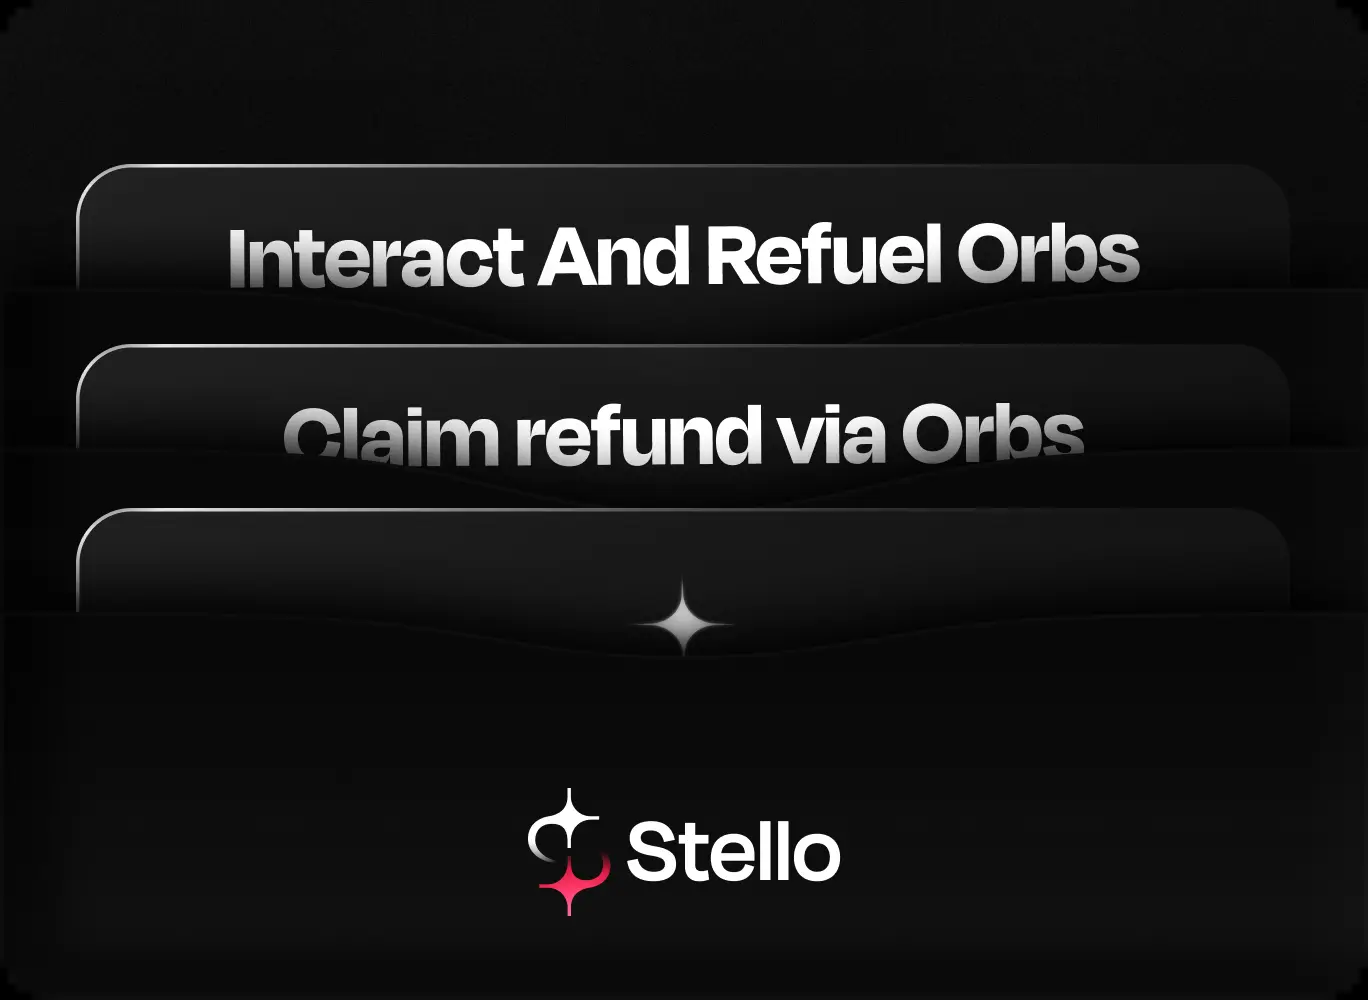 Interact And Refuel Orbs
Claim refund via Orbs
Stello